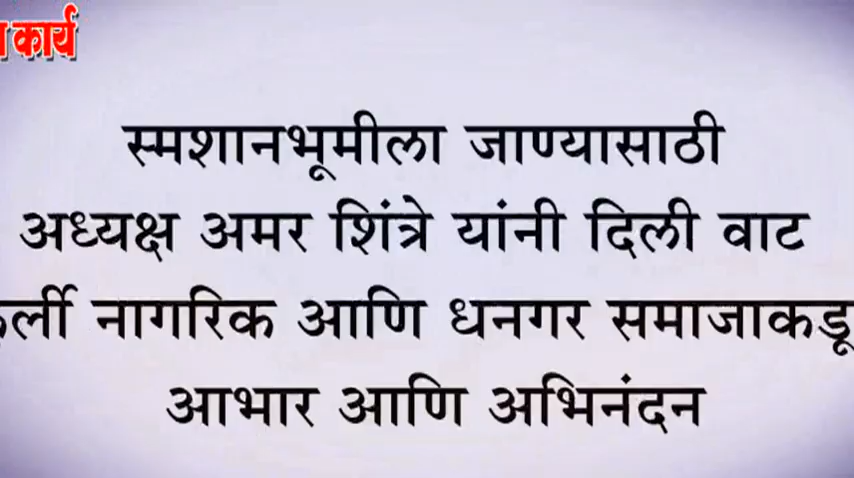 कार्य
स्मशानभूमीला जाण्यासाठी
अध्यक्ष अमर शिंत्रे यांनी दिली वाट
नागरिक आणि धनगर समाजाकडू
आभार आणि अभिनंदन